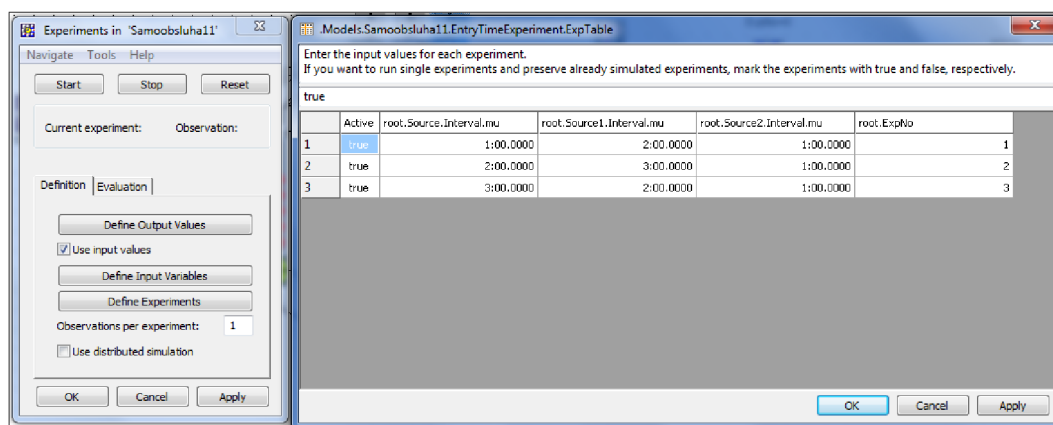 Experiments in 'Samoobsluha11'
Navigate Tools Help
Start Stop Reset
Current experiment: Observation:
Definition Evaluation
Define Output Values
Use input values
Define Input Variables
Define Experiments
Observations per experiment: 1
Use distributed simulation
OK Cancel Apply
.Models.Samoobsluha11.EntryTimeExperiment.ExpTable
Enter the input values for each experiment.
If you want to run single experiments and preserve already simulated experiments, mark the experiments with true and false, respectively.
true
Active root.Source.Interval.mu root.Source1.Interval.mu root.Source2.Interval.mu root.ExpNo
1 true 1:00.0000 2:00.0000 1:00.0000 1
2 true 2:00.0000 3:00.0000 1:00.0000 2
3 true 3:00.0000 2:00.0000 1:00.0000 3
OK Cancel Apply